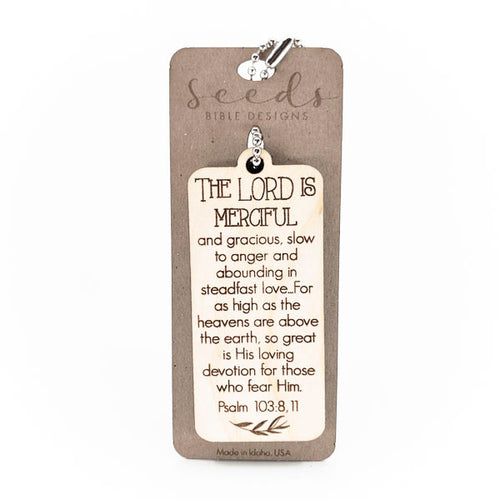 seeds
BIBLE DESIGNS
THE LORD IS
MERCIFUL
and gracious, slow
to anger and
abounding in
steadfast love...For
as high as the
heavens are above
the earth, so great
is His loving
devotion for those
who fear Him.
Psalm 103:8,11
Made in Idaho, USA